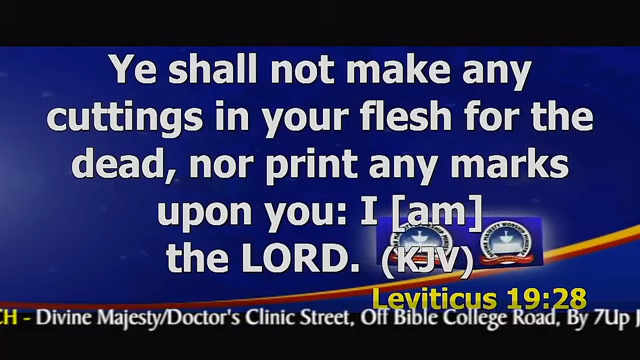 Ye shall not make any
cuttings in your flesh for the
dead, nor print any marks
upon you: I [am]
the LORD. (KJV)
Leviticus 19:28
CH - Divine Majesty/Doctor's Clinic Street, Off Bible College Road, By 7Up